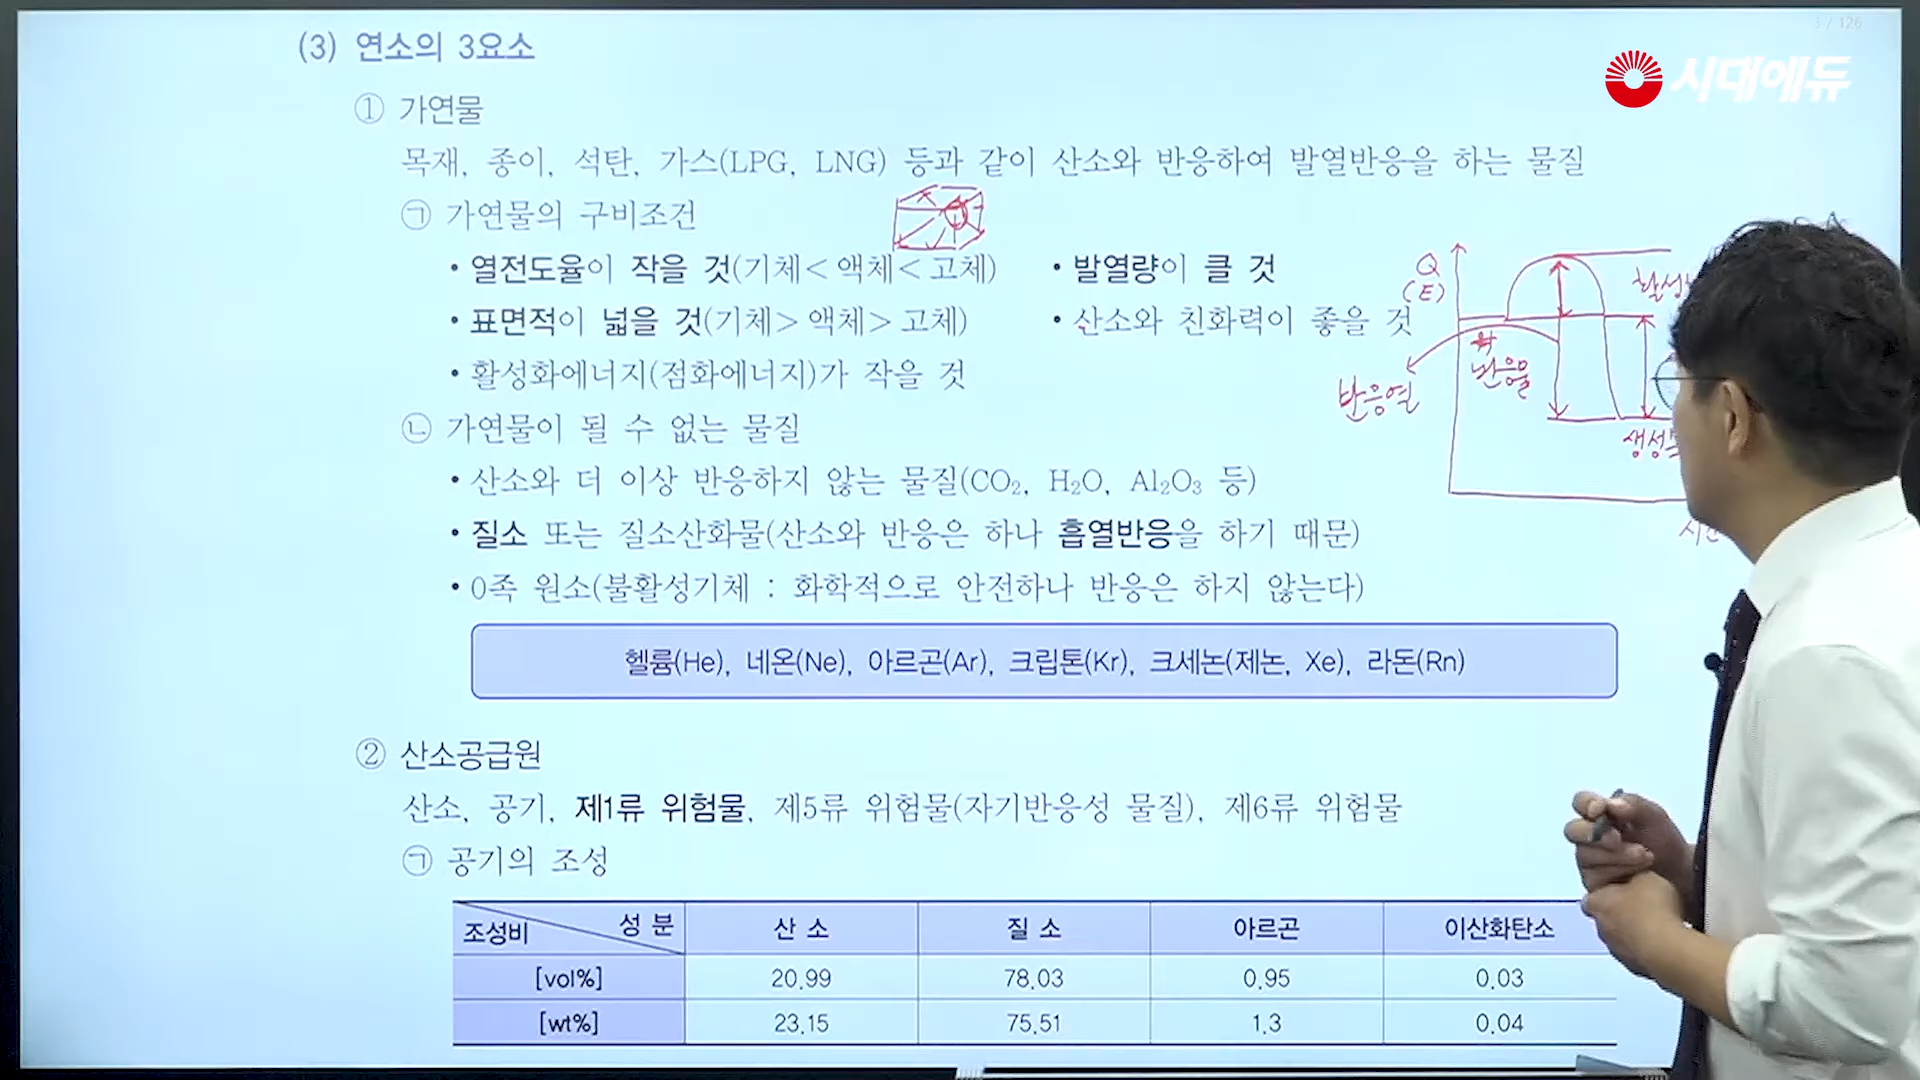 3 / 126
시대에듀
(3) 연소의 3요소
① 가연물
목재, 종이, 석탄, 가스(LPG, LNG) 등과 같이 산소와 반응하여 발열반응을 하는 물질
㉠ 가연물의 구비조건
• 열전도율이 작을 것(기체< 액체< 고체)
• 발열량이 클 것
• 표면적이 넓을 것(기체> 액체> 고체)
• 산소와 친화력이 좋을 것
• 활성화에너지(점화에너지)가 작을 것
Q
(E)
반응물
반응열
㉡ 가연물이 될 수 없는 물질
• 산소와 더 이상 반응하지 않는 물질(CO₂, H₂O, Al₂O₃ 등)
• 질소 또는 질소산화물(산소와 반응은 하나 흡열반응을 하기 때문)
• 0족 원소(불활성기체 : 화학적으로 안전하나 반응은 하지 않는다)
헬륨(He), 네온(Ne), 아르곤(Ar), 크립톤(Kr), 크세논(제논, Xe), 라돈(Rn)
② 산소공급원
산소, 공기, 제1류 위험물, 제5류 위험물(자기반응성 물질), 제6류 위험물
㉠ 공기의 조성
조성비 성 분 산 소 질 소 아르곤 이산화탄소
[vol%] 20.99 78.03 0.95 0.03
[wt%] 23.15 75.51 1.3 0.04